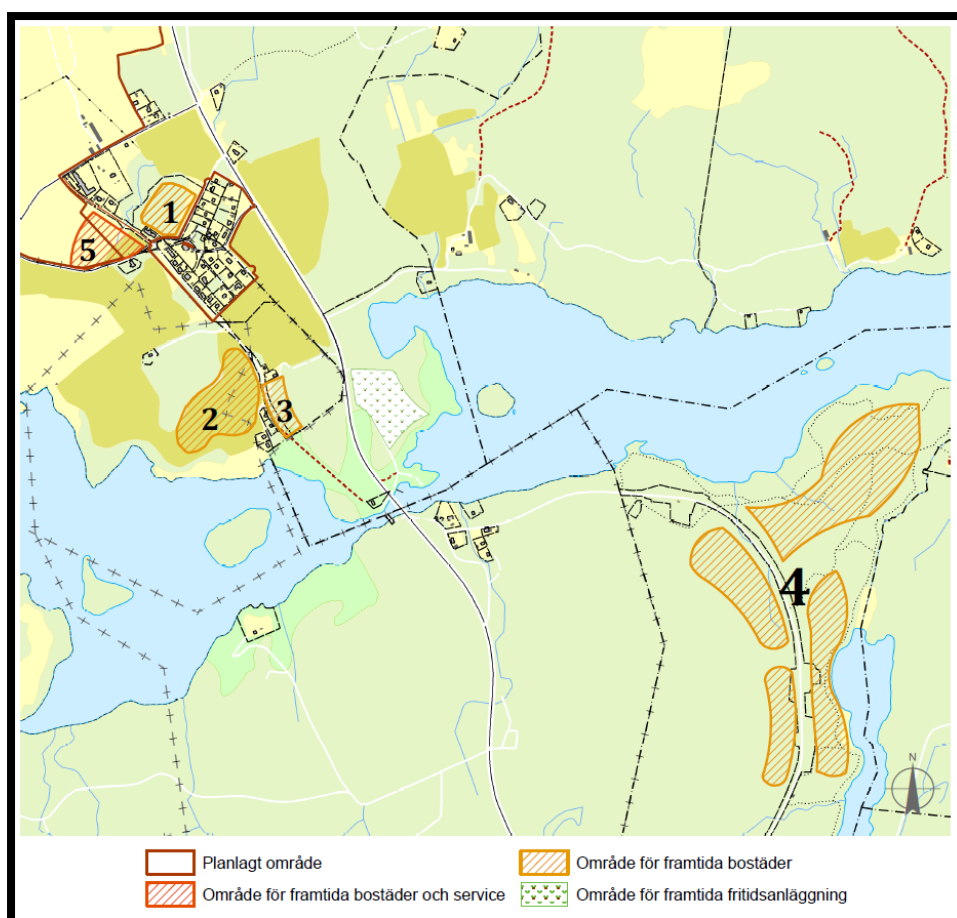 1
5
2
3
4
N
Planlagt område
Område för framtida bostäder
Område för framtida bostäder och service
Område för framtida fritidsanläggning